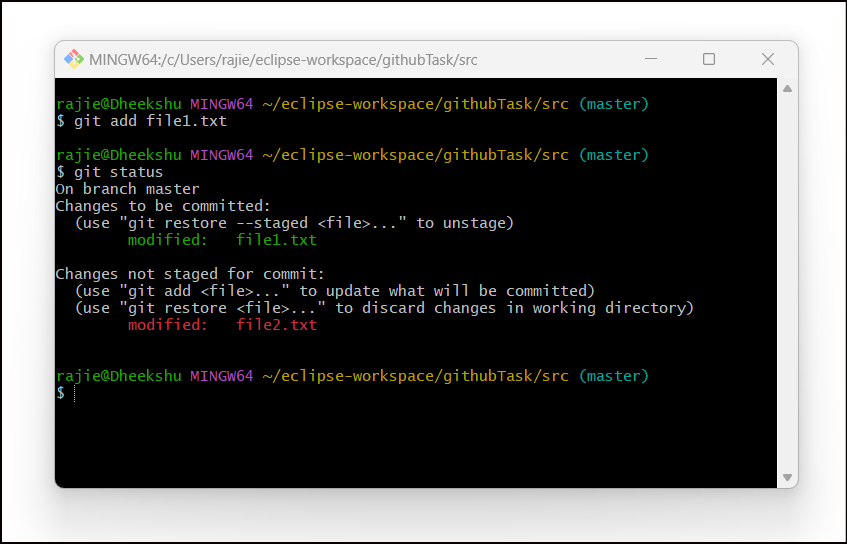 MINGW64:/c/Users/rajie/eclipse-workspace/githubTask/src
rajie@Dheekshu MINGW64 ~/eclipse-workspace/githubTask/src (master)
$ git add file1.txt
rajie@Dheekshu MINGW64 ~/eclipse-workspace/githubTask/src (master)
$ git status
On branch master
Changes to be committed:
  (use "git restore --staged <file>..." to unstage)
        modified:   file1.txt
Changes not staged for commit:
  (use "git add <file>..." to update what will be committed)
  (use "git restore <file>..." to discard changes in working directory)
        modified:   file2.txt
rajie@Dheekshu MINGW64 ~/eclipse-workspace/githubTask/src (master)
$